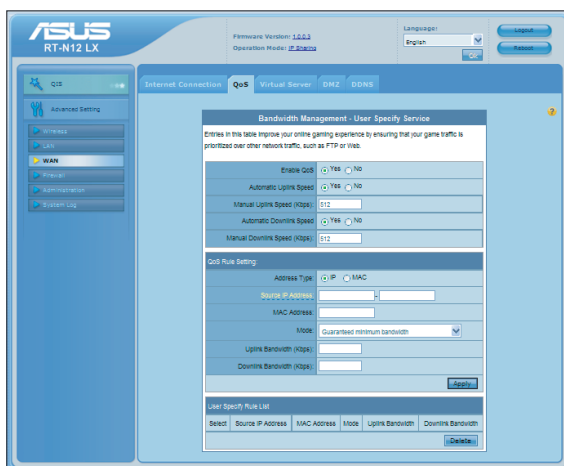 ASUS
RT-N12 LX
Firmware Version: 1.0.0.3
Operation Mode: IP Sharing
Language:
English
OK
Logout
Reboot
QIS
Advanced Setting
Wireless
LAN
WAN
Firewall
Administration
System Log
Internet Connection QoS Virtual Server DMZ DDNS
Bandwidth Management - User Specify Service
Entries in this table improve your online gaming experience by ensuring that your game traffic is
prioritized over other network traffic, such as FTP or Web.
Enable QoS Yes No
Automatic Uplink Speed Yes No
Manual Uplink Speed (Kbps): 512
Automatic Downlink Speed Yes No
Manual Downlink Speed (Kbps): 512
QoS Rule Setting:
Address Type: IP MAC
Source IP Address: -
MAC Address:
Mode: Guaranteed minimum bandwidth
Uplink Bandwidth (Kbps):
Downlink Bandwidth (Kbps):
Apply
User Specify Rule List
Select Source IP Address MAC Address Mode Uplink Bandwidth Downlink Bandwidth
Delete